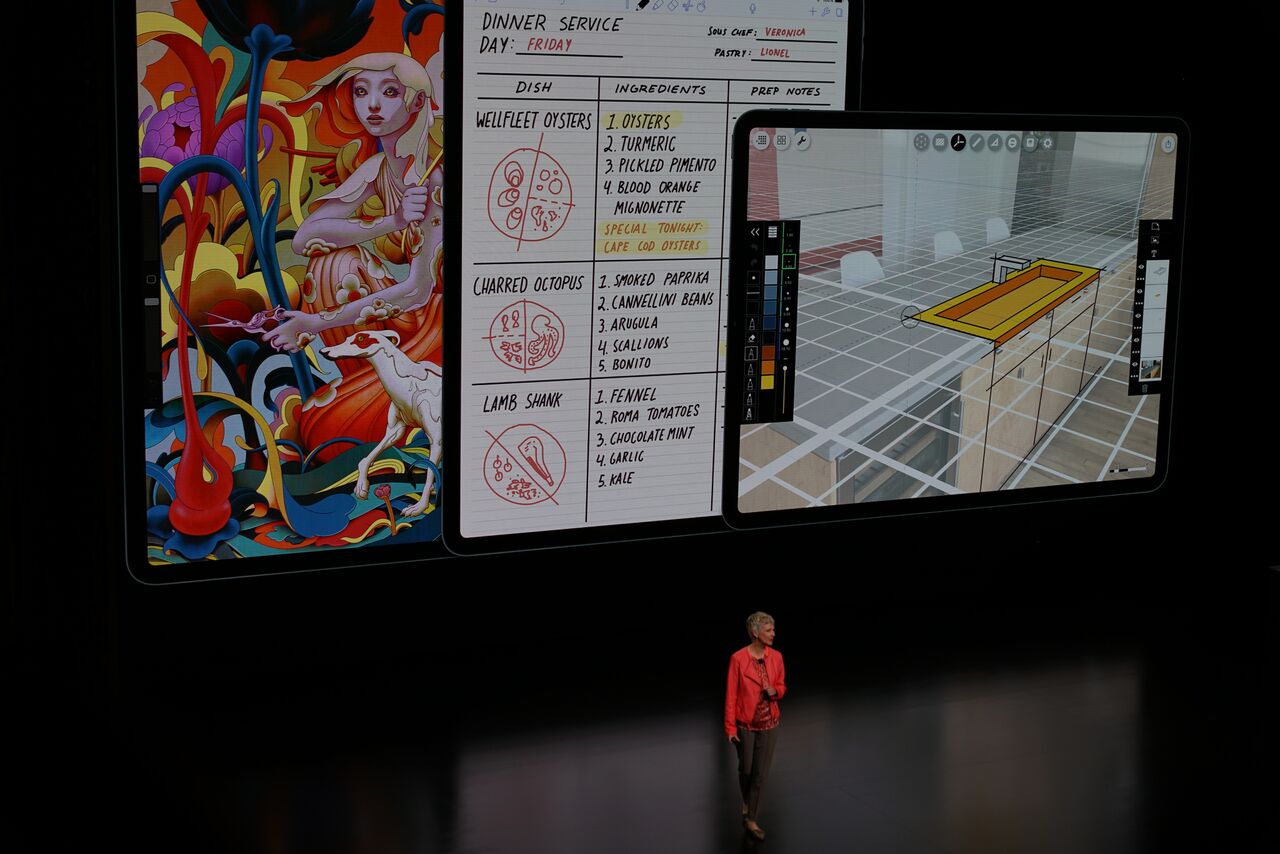 DINNER SERVICE
DAY: FRIDAY
SOUS CHEF: VERONICA
PASTRY: LIONEL
DISH INGREDIENTS PREP NOTES
WELLFLEET OYSTERS
1. OYSTERS
2. TURMERIC
3. PICKLED PIMENTO
4. BLOOD ORANGE
MIGNONETTE
SPECIAL TONIGHT:
CAPE COD OYSTERS
CHARRED OCTOPUS
1. SMOKED PAPRIKA
2. CANNELLINI BEANS
3. ARUGULA
4. SCALLIONS
5. BONITO
LAMB SHANK
1. FENNEL
2. ROMA TOMATOES
3. CHOCOLATE MINT
4. GARLIC
5. KALE